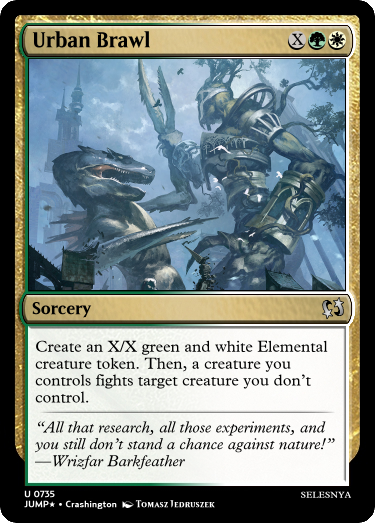 Urban Brawl X
Sorcery
Create an X/X green and white Elemental
creature token. Then, a creature you
controls fights target creature you don't
control.
“All that research, all those experiments, and
you still don't stand a chance against nature!”
—Wrizfar Barkfeather
U 0735 SELESNYA
JUMP★ • Crashington Tomasz Jedruszek